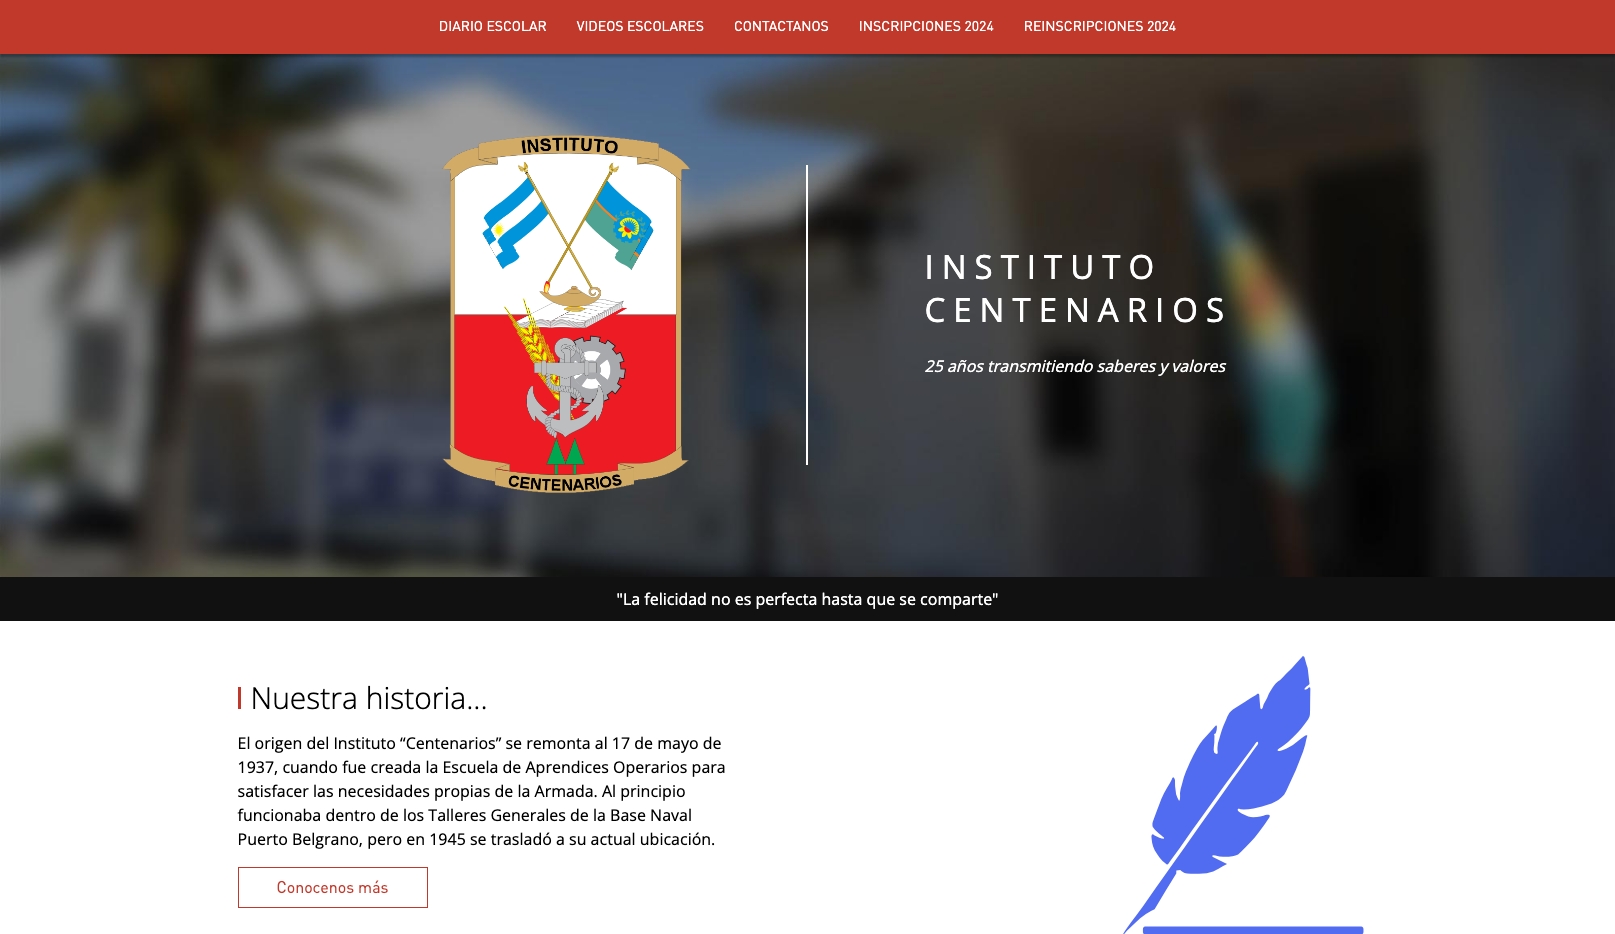 DIARIO ESCOLAR VIDEOS ESCOLARES CONTACTANOS INSCRIPCIONES 2024 REINSCRIPCIONES 2024
INSTITUTO
CENTENARIOS
INSTITUTO
CENTENARIOS
25 años transmitiendo saberes y valores
"La felicidad no es perfecta hasta que se comparte"
Nuestra historia...
El origen del Instituto “Centenarios” se remonta al 17 de mayo de
1937, cuando fue creada la Escuela de Aprendices Operarios para
satisfacer las necesidades propias de la Armada. Al principio
funcionaba dentro de los Talleres Generales de la Base Naval
Puerto Belgrano, pero en 1945 se trasladó a su actual ubicación.
Conocenos más